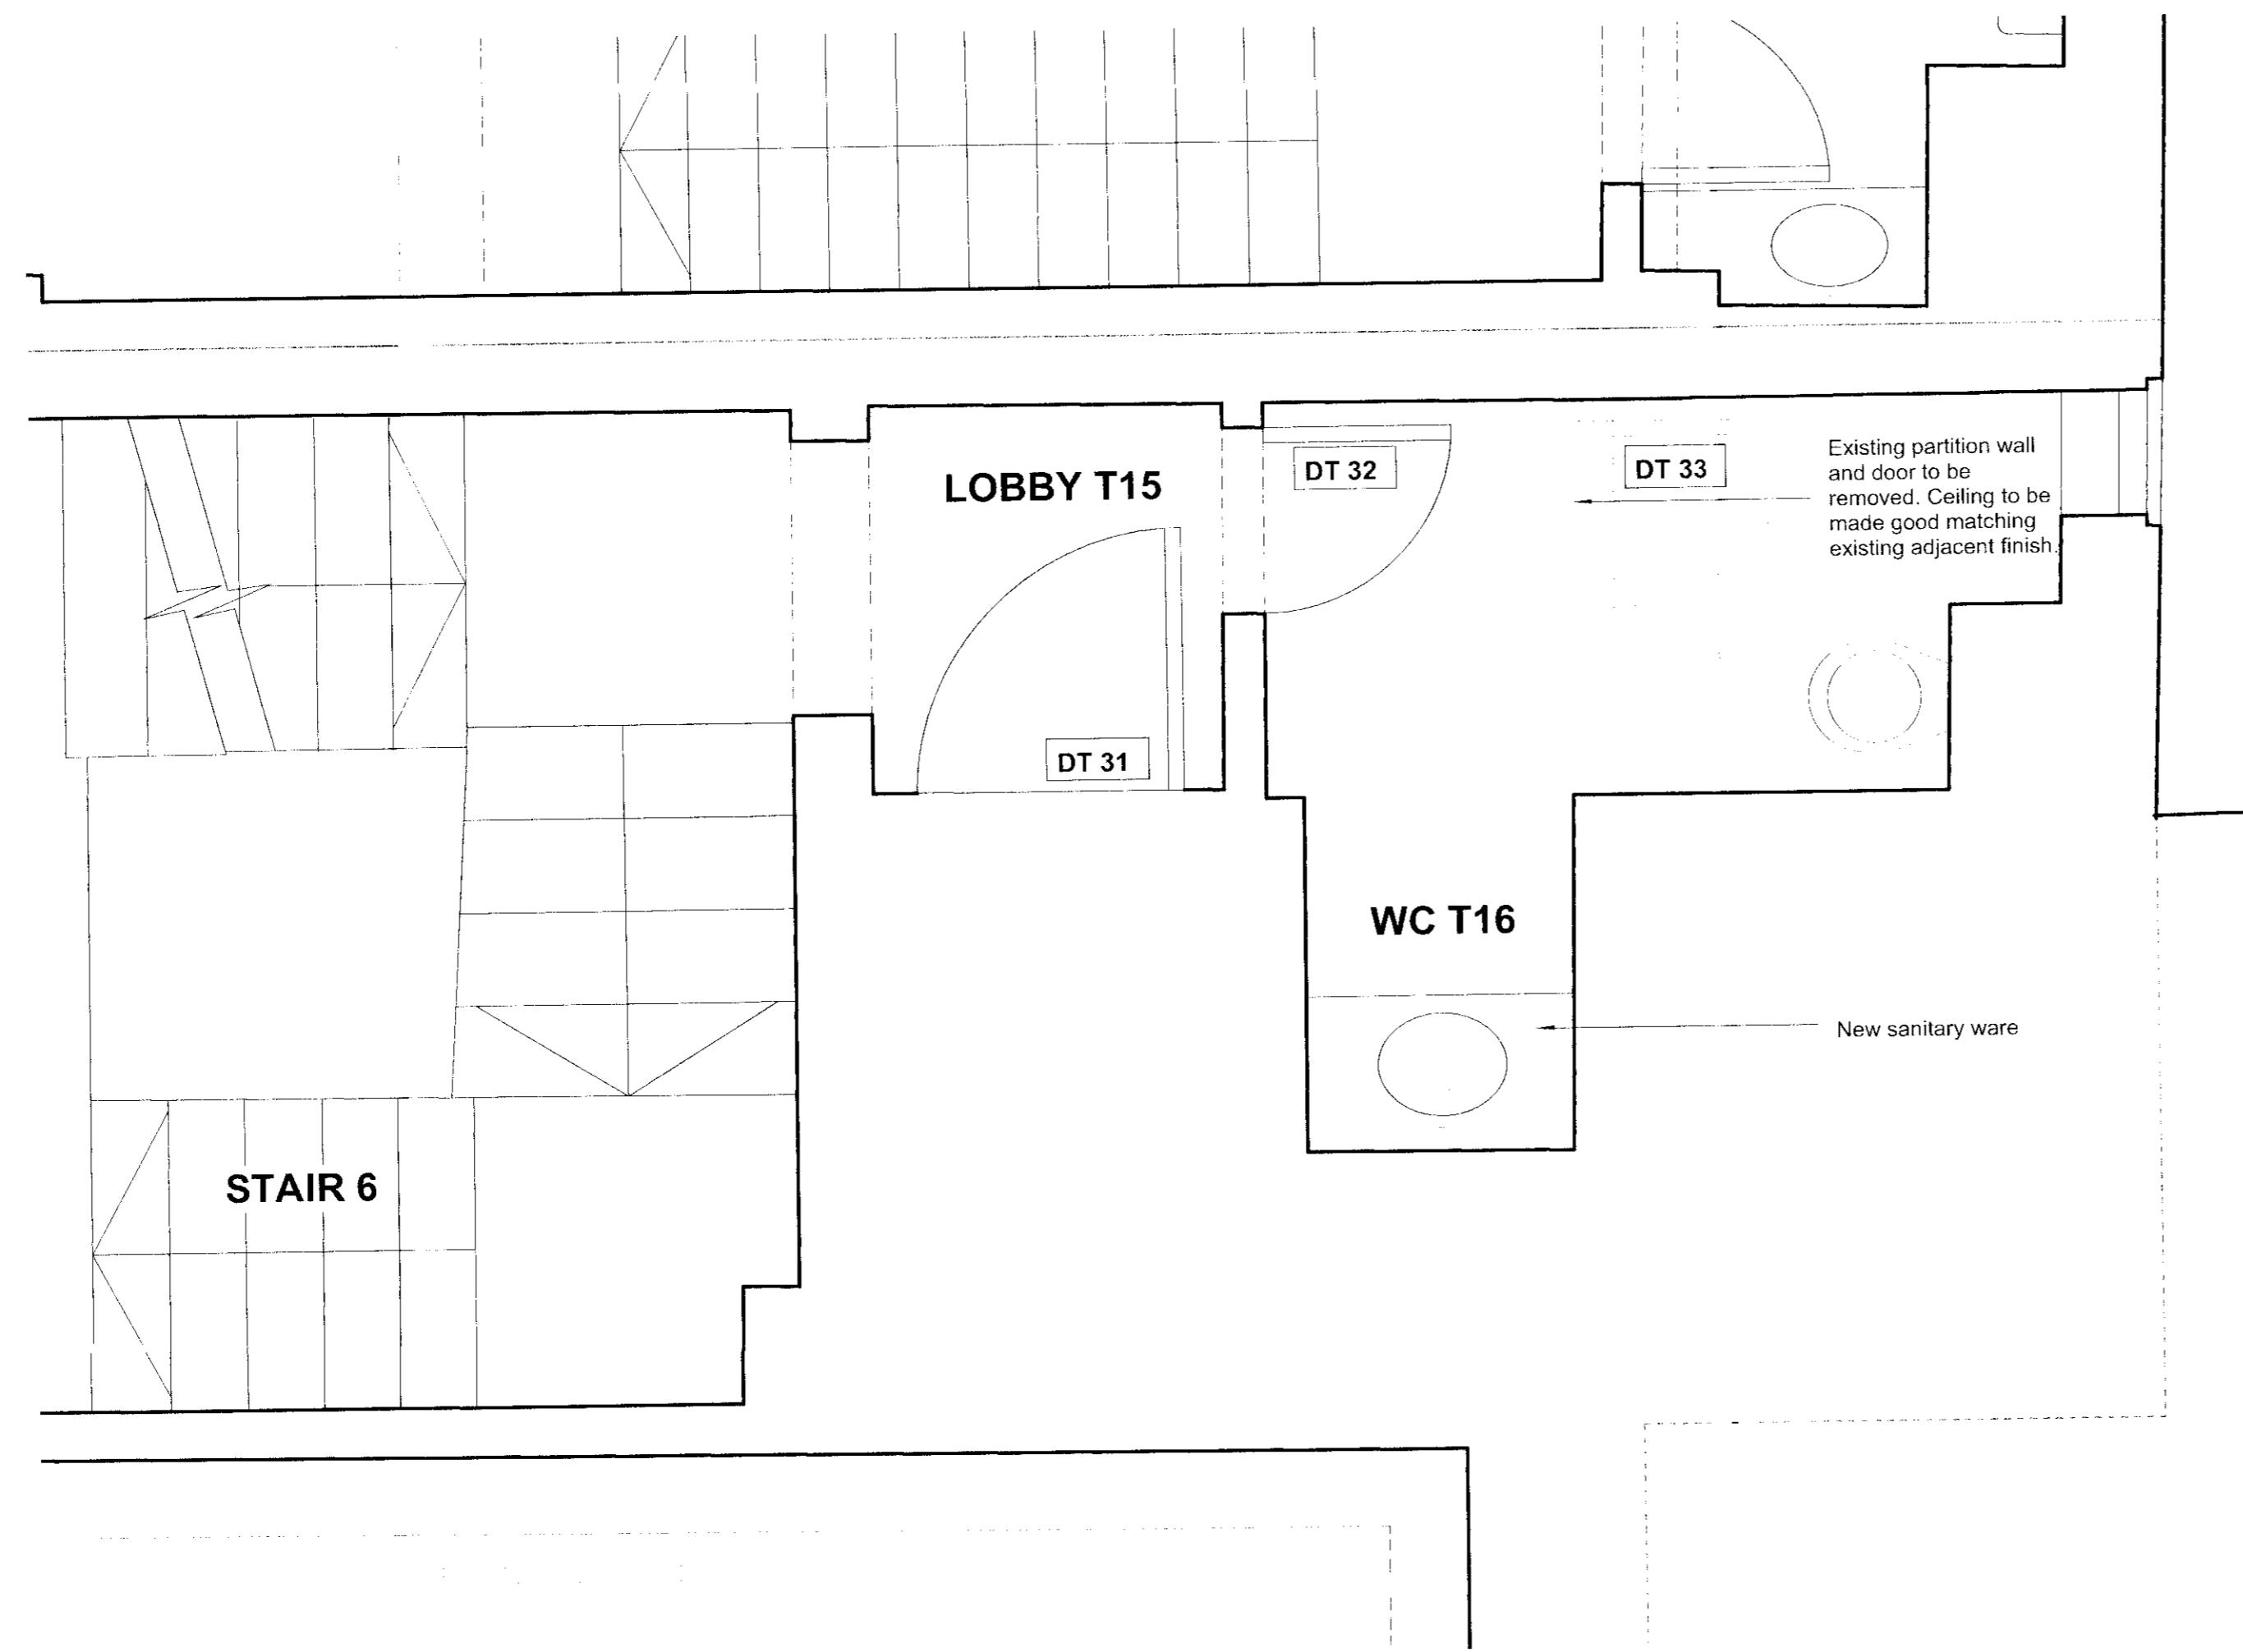 LOBBY T15
DT 32
DT 33
Existing partition wall
and door to be
removed. Ceiling to be
made good matching
existing adjacent finish.
DT 31
WC T16
New sanitary ware
STAIR 6